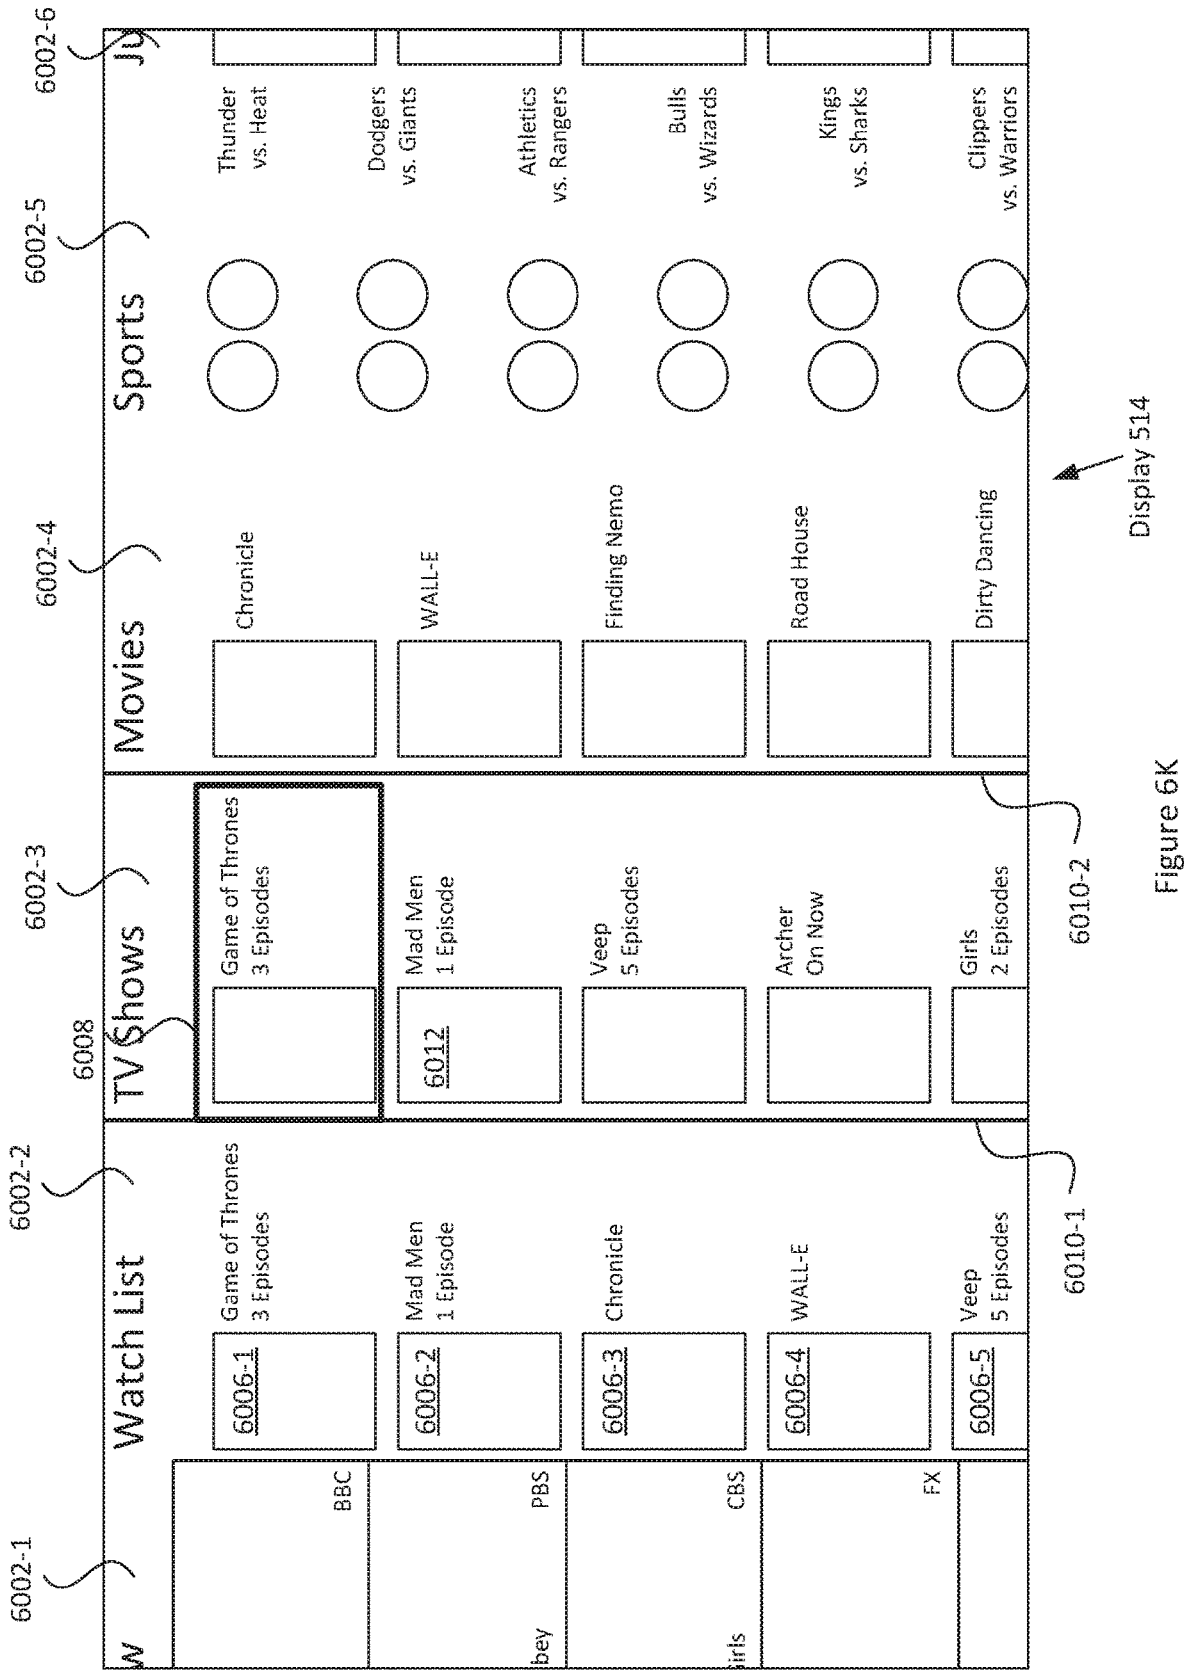 6002-1
6002-2
6002-3
6002-4
6002-5
6002-6
6008
w
Watch List
TV Shows
Movies
Sports
Ju
BBC
bey
PBS
irls
CBS
FX
6006-1
Game of Thrones
3 Episodes
6006-2
Mad Men
1 Episode
6006-3
Chronicle
6006-4
WALL-E
6006-5
Veep
5 Episodes
Game of Thrones
3 Episodes
6012
Mad Men
1 Episode
Veep
5 Episodes
Archer
On Now
Girls
2 Episodes
Chronicle
WALL-E
Finding Nemo
Road House
Dirty Dancing
Thunder
vs. Heat
Dodgers
vs. Giants
Athletics
vs. Rangers
Bulls
vs. Wizards
Kings
vs. Sharks
Clippers
vs. Warriors
6010-1
6010-2
Display 514
Figure 6K